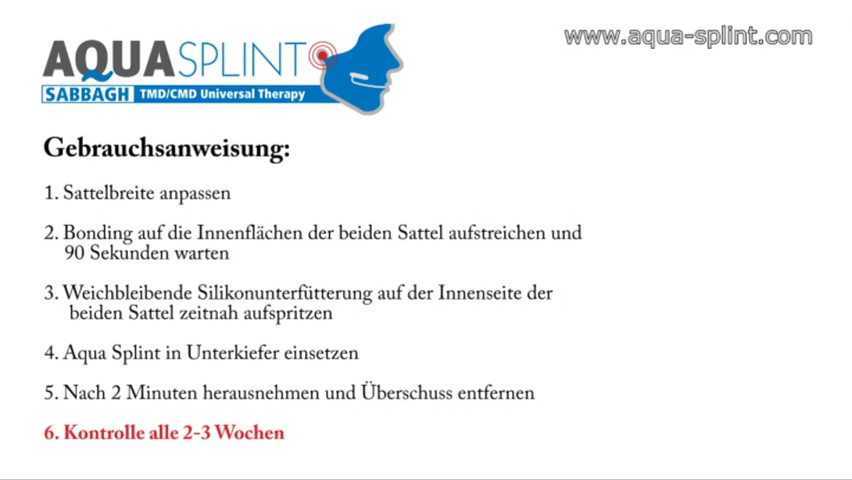 www.aqua-splint.com
AQUA SPLINT
SABBAGH TMD/CMD Universal Therapy
Gebrauchsanweisung:
1. Sattelbreite anpassen
2. Bonding auf die Innenflächen der beiden Sattel aufstreichen und
90 Sekunden warten
3. Weichbleibende Silikonunterfütterung auf der Innenseite der
beiden Sattel zeitnah aufspritzen
4. Aqua Splint in Unterkiefer einsetzen
5. Nach 2 Minuten herausnehmen und Überschuss entfernen
6. Kontrolle alle 2-3 Wochen